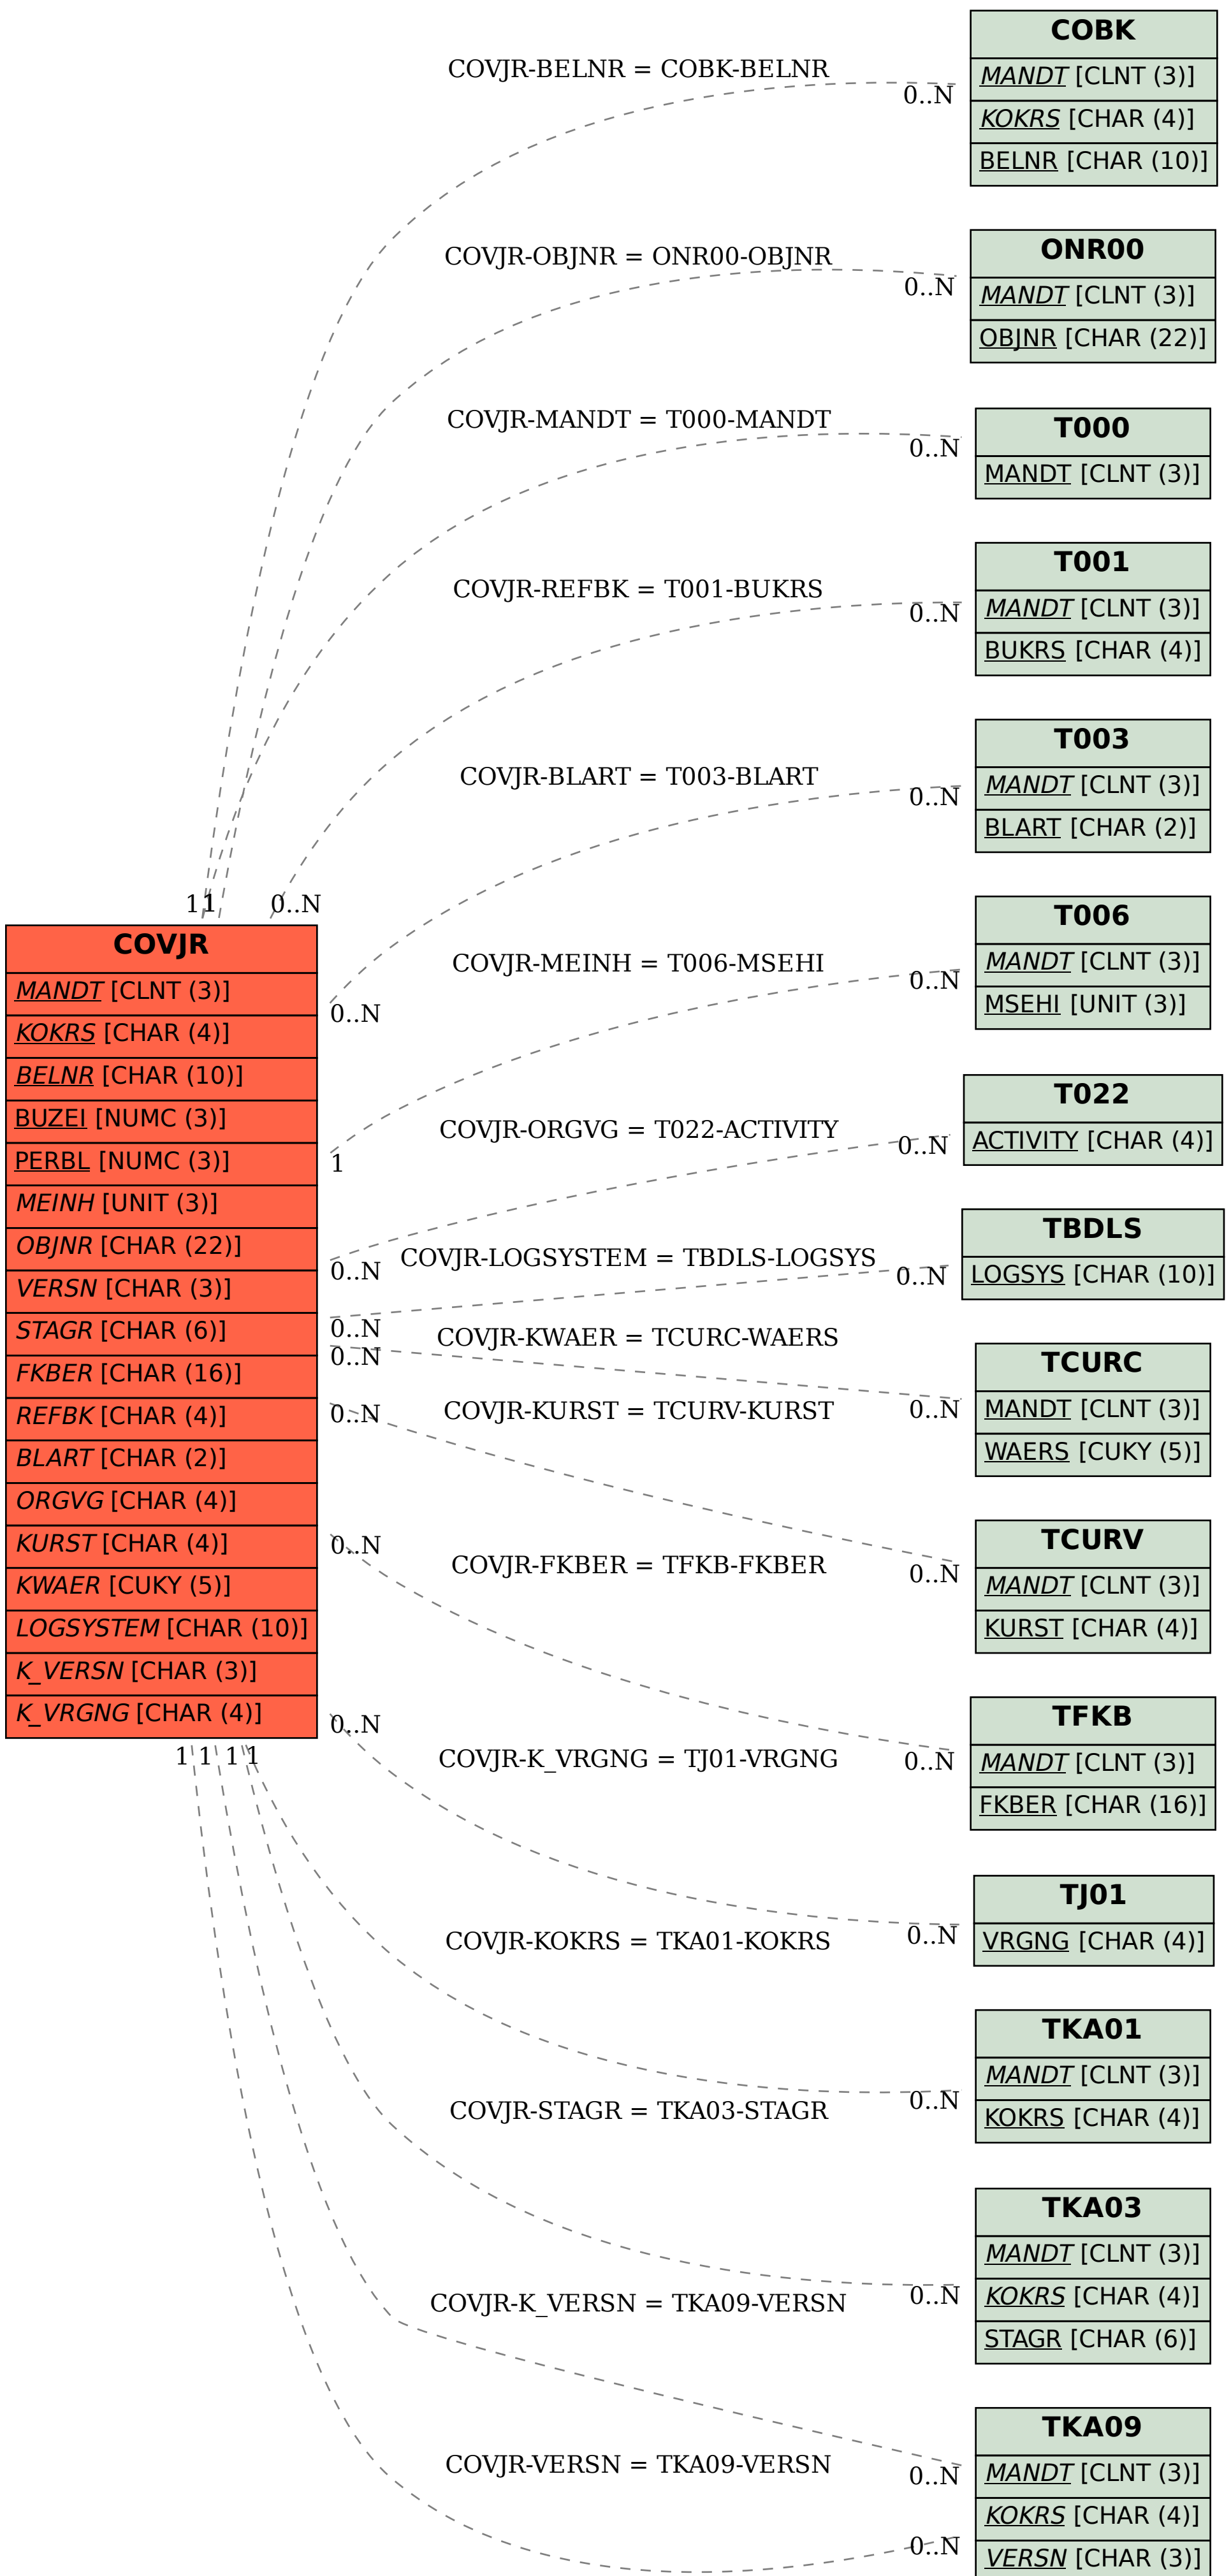 COVJR-BELNR = COBK-BELNR
0..N
COBK
MANDT [CLNT (3)]
KOKRS [CHAR (4)]
BELNR [CHAR (10)]
COVJR-OBJNR = ONR00-OBJNR
0..N
ONR00
MANDT [CLNT (3)]
OBJNR [CHAR (22)]
COVJR-MANDT = T000-MANDT
0..N
T000
MANDT [CLNT (3)]
COVJR-REFBK = T001-BUKRS
0..N
T001
MANDT [CLNT (3)]
BUKRS [CHAR (4)]
COVJR-BLART = T003-BLART
0..N
T003
MANDT [CLNT (3)]
BLART [CHAR (2)]
COVJR-MEINH = T006-MSEHI
0..N
T006
MANDT [CLNT (3)]
MSEHI [UNIT (3)]
COVJR-ORGVG = T022-ACTIVITY
0..N
T022
ACTIVITY [CHAR (4)]
COVJR-LOGSYSTEM = TBDLS-LOGSYS
0..N
TBDLS
LOGSYS [CHAR (10)]
COVJR-KWAER = TCURC-WAERS
0..N
TCURC
MANDT [CLNT (3)]
WAERS [CUKY (5)]
COVJR-KURST = TCURV-KURST
0..N
TCURV
MANDT [CLNT (3)]
KURST [CHAR (4)]
COVJR-FKBER = TFKB-FKBER
0..N
TFKB
MANDT [CLNT (3)]
FKBER [CHAR (16)]
COVJR-K_VRGNG = TJ01-VRGNG
0..N
TJ01
VRGNG [CHAR (4)]
COVJR-KOKRS = TKA01-KOKRS
0..N
TKA01
MANDT [CLNT (3)]
KOKRS [CHAR (4)]
COVJR-STAGR = TKA03-STAGR
0..N
TKA03
MANDT [CLNT (3)]
KOKRS [CHAR (4)]
STAGR [CHAR (6)]
COVJR-K_VERSN = TKA09-VERSN
0..N
COVJR-VERSN = TKA09-VERSN
0..N
TKA09
MANDT [CLNT (3)]
KOKRS [CHAR (4)]
VERSN [CHAR (3)]
1
1
1
0..N
COVJR
MANDT [CLNT (3)]
KOKRS [CHAR (4)]
BELNR [CHAR (10)]
BUZEI [NUMC (3)]
PERBL [NUMC (3)]
MEINH [UNIT (3)]
OBJNR [CHAR (22)]
VERSN [CHAR (3)]
STAGR [CHAR (6)]
FKBER [CHAR (16)]
REFBK [CHAR (4)]
BLART [CHAR (2)]
ORGVG [CHAR (4)]
KURST [CHAR (4)]
KWAER [CUKY (5)]
LOGSYSTEM [CHAR (10)]
K_VERSN [CHAR (3)]
K_VRGNG [CHAR (4)]
0..N
1
0..N
0..N
0..N
0..N
0..N
0..N
1
1
1
1